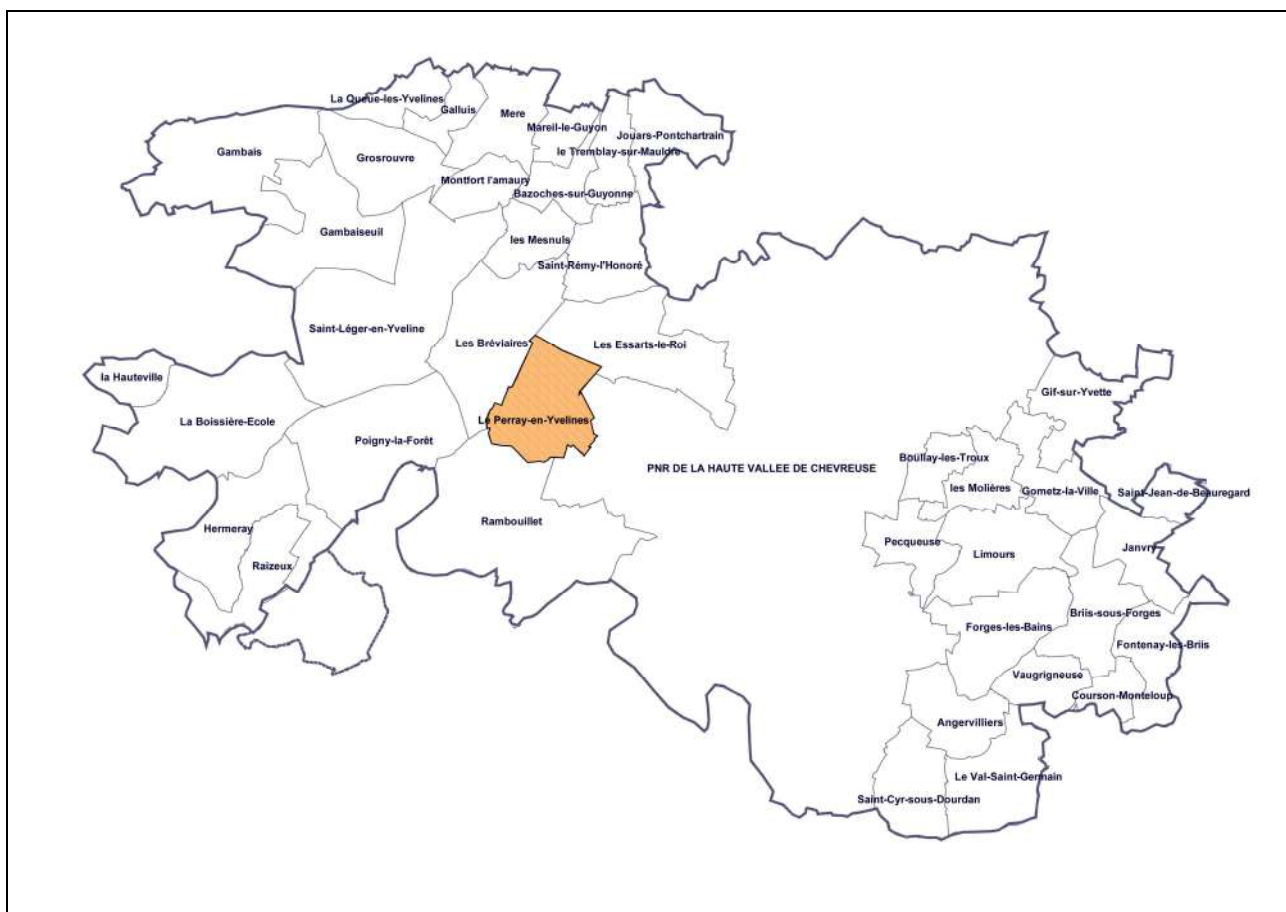 La Queue-les-Yvelines
Galluis
Mere
Mareil-le-Guyon
Jouars-Pontchartrain
Gambais
Grosrouvre
le Tremblay-sur-Mauldre
Montfort l'amaury
Bazoches-sur-Guyonne
Gambaiseuil
les Mesnuls
Saint-Rémy-l'Honoré
Saint-Léger-en-Yveline
Les Bréviaires
Les Essarts-le-Roi
la Hauteville
Gif-sur-Yvette
La Boissière-Ecole
Le Perray-en-Yvelines
Poigny-la-Forêt
Boullay-les-Troux
PNR DE LA HAUTE VALLEE DE CHEVREUSE
les Molières
Gometz-la-Ville
Saint-Jean-de-Beauregard
Rambouillet
Hermeray
Pecqueuse
Janvry
Limours
Raizeux
Briis-sous-Forges
Forges-les-Bains
Fontenay-les-Briis
Vaugrigneuse
Courson-Monteloup
Angervilliers
Le Val-Saint-Germain
Saint-Cyr-sous-Dourdan